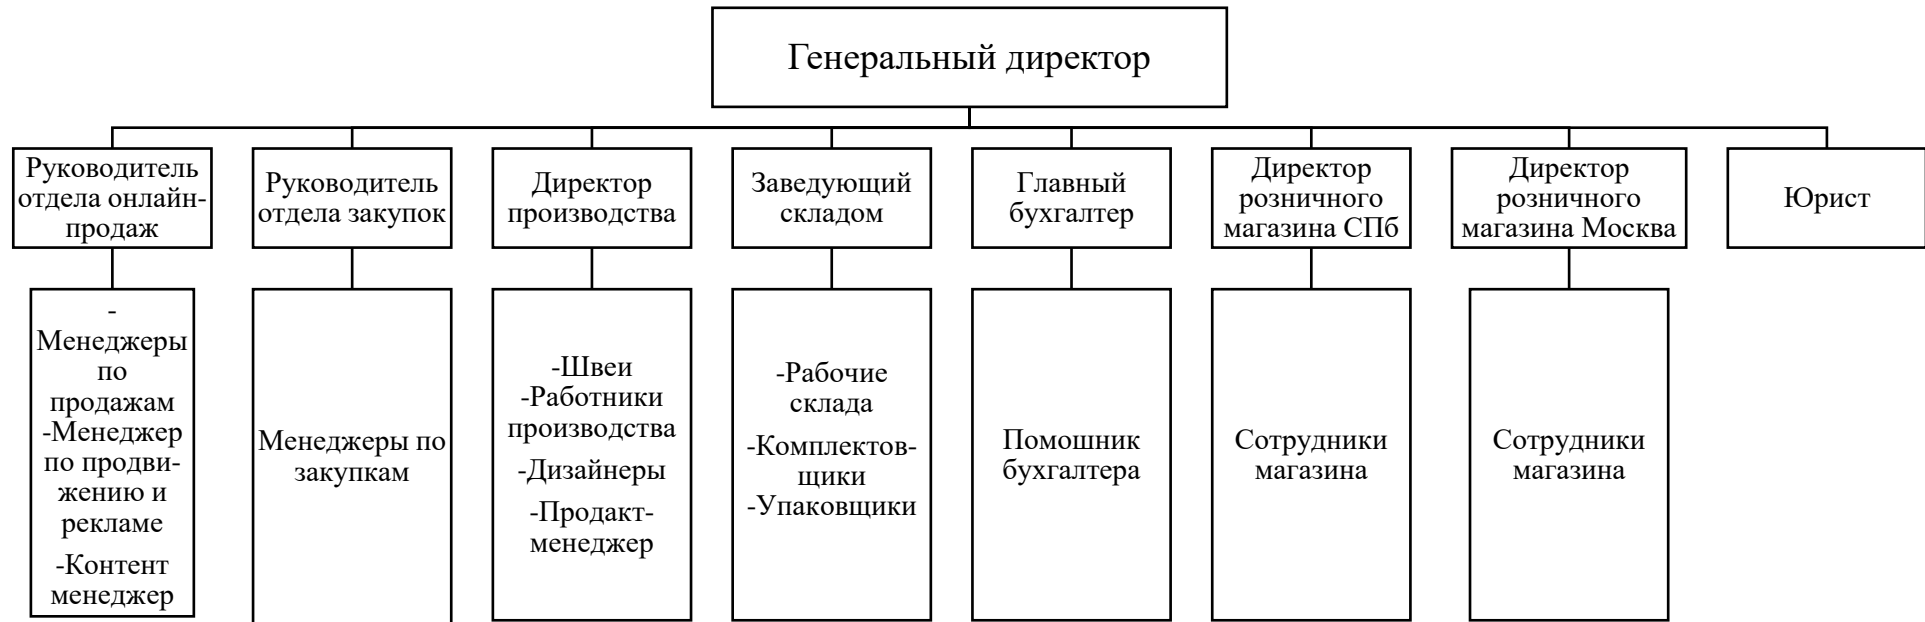 Генеральный директор
Руководитель
отдела онлайн-
продаж
Руководитель
отдела закупок
Директор
производства
Заведующий
складом
Главный
бухгалтер
Директор
розничного
магазина СПб
Директор
розничного
магазина Москва
Юрист
-
Менеджеры
по
продажам
-Менеджер
по продви-
жению и
рекламе
-Контент
менеджер
Менеджеры по
закупкам
-Швеи
-Работники
производства
-Дизайнеры
-Продакт-
менеджер
-Рабочие
склада
-Комплектов-
щики
-Упаковщики
Помошник
бухгалтера
Сотрудники
магазина
Сотрудники
магазина